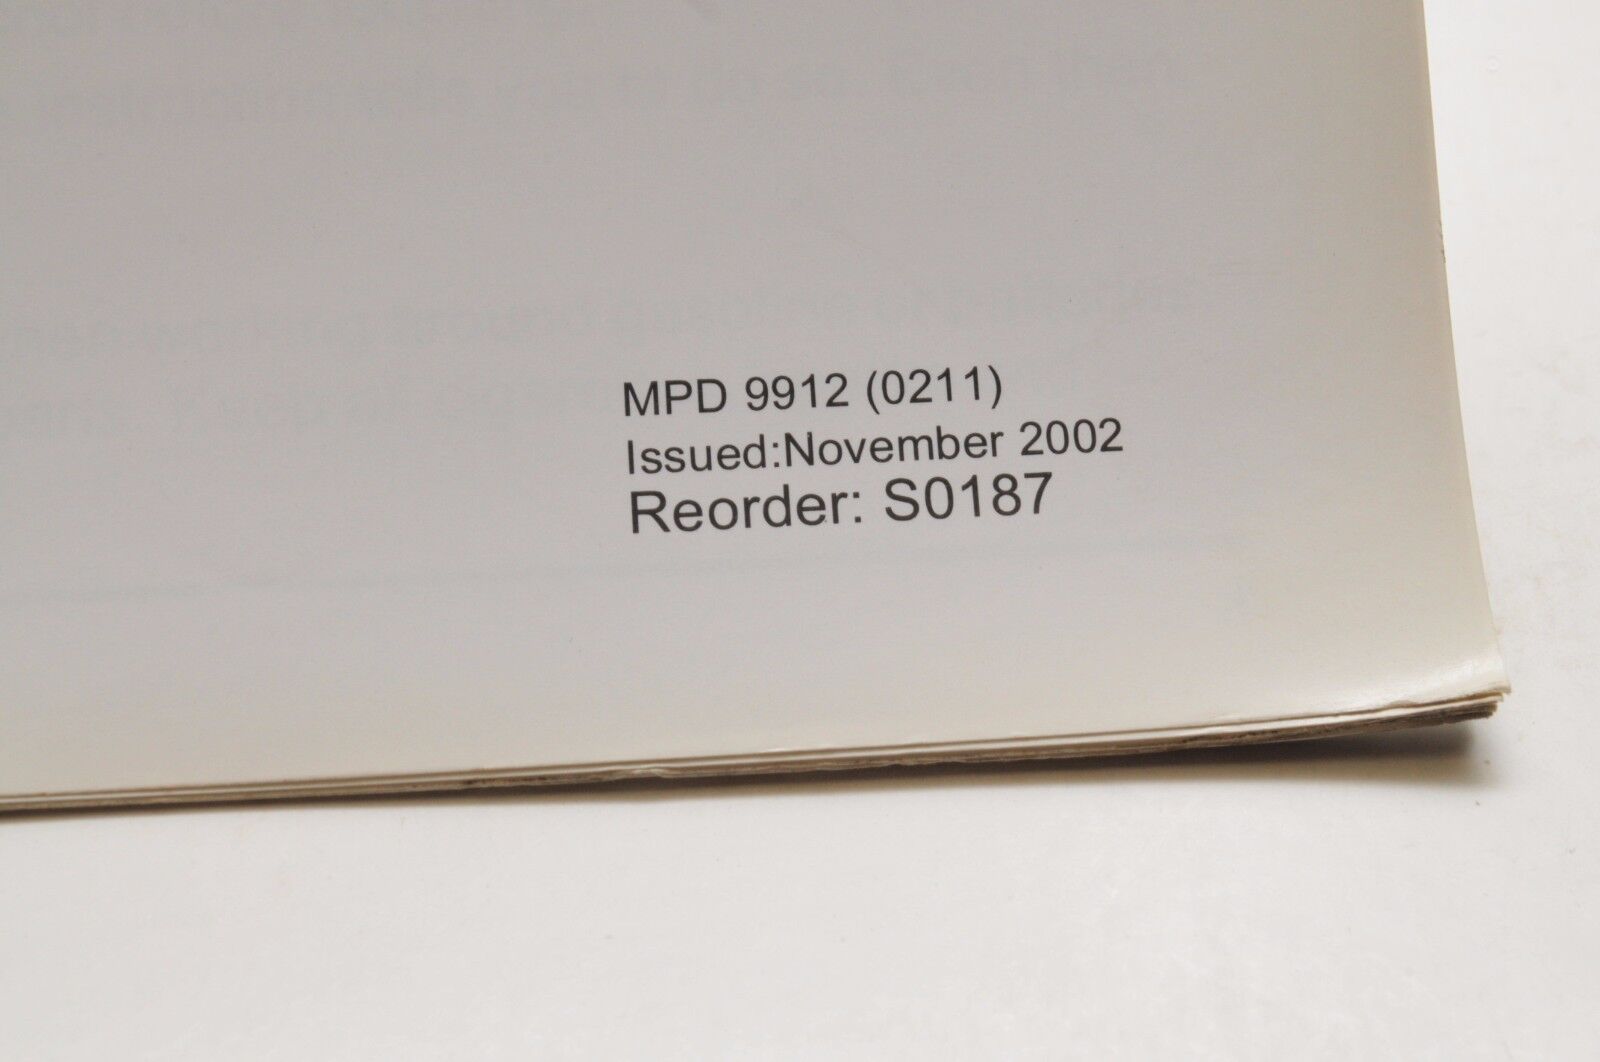 MPD 9912 (0211)
Issued:November 2002
Reorder: S0187